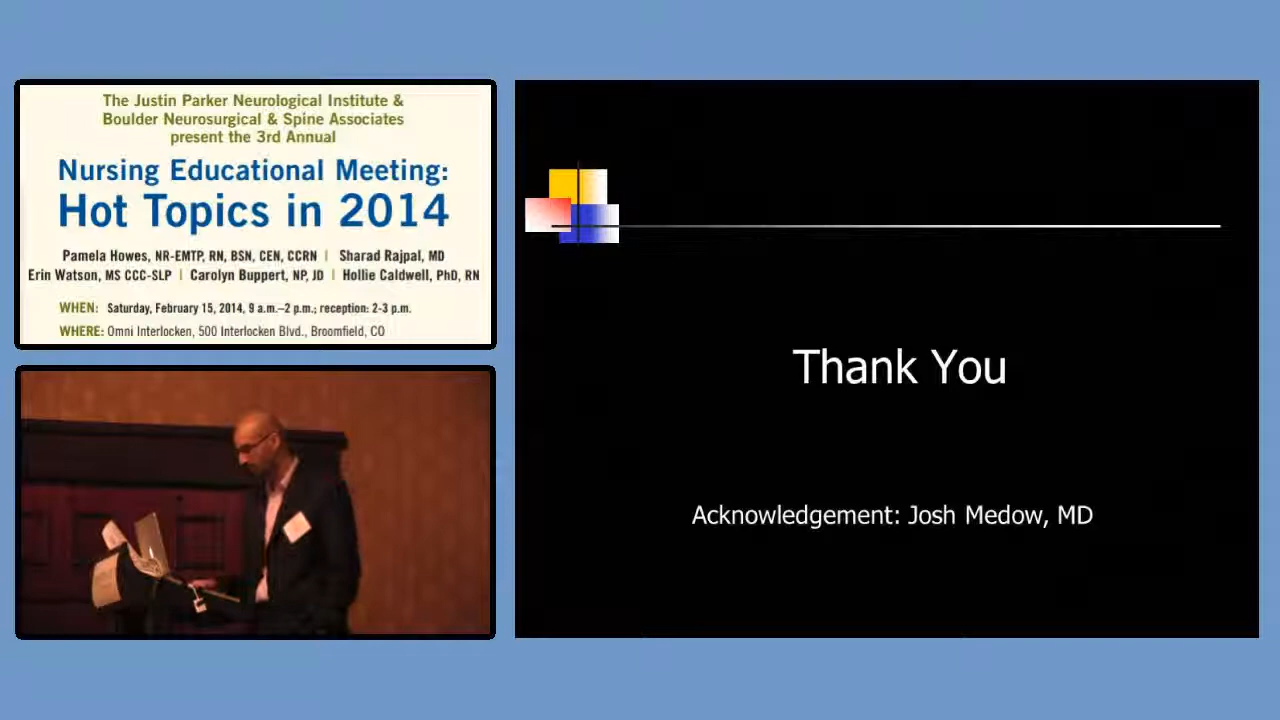 The Justin Parker Neurological Institute &
Boulder Neurosurgical & Spine Associates
present the 3rd Annual
Nursing Educational Meeting:
Hot Topics in 2014
Pamela Howes, NR-EMTP, RN, BSN, CEN, CCRN | Sharad Rajpal, MD
Erin Watson, MS CCC-SLP | Carolyn Buppert, NP, JD | Hollie Caldwell, PhD, RN
WHEN: Saturday, February 15, 2014, 9 a.m.–2 p.m.; reception: 2-3 p.m.
WHERE: Omni Interlocken, 500 Interlocken Blvd., Broomfield, CO
Thank You
Acknowledgement: Josh Medow, MD